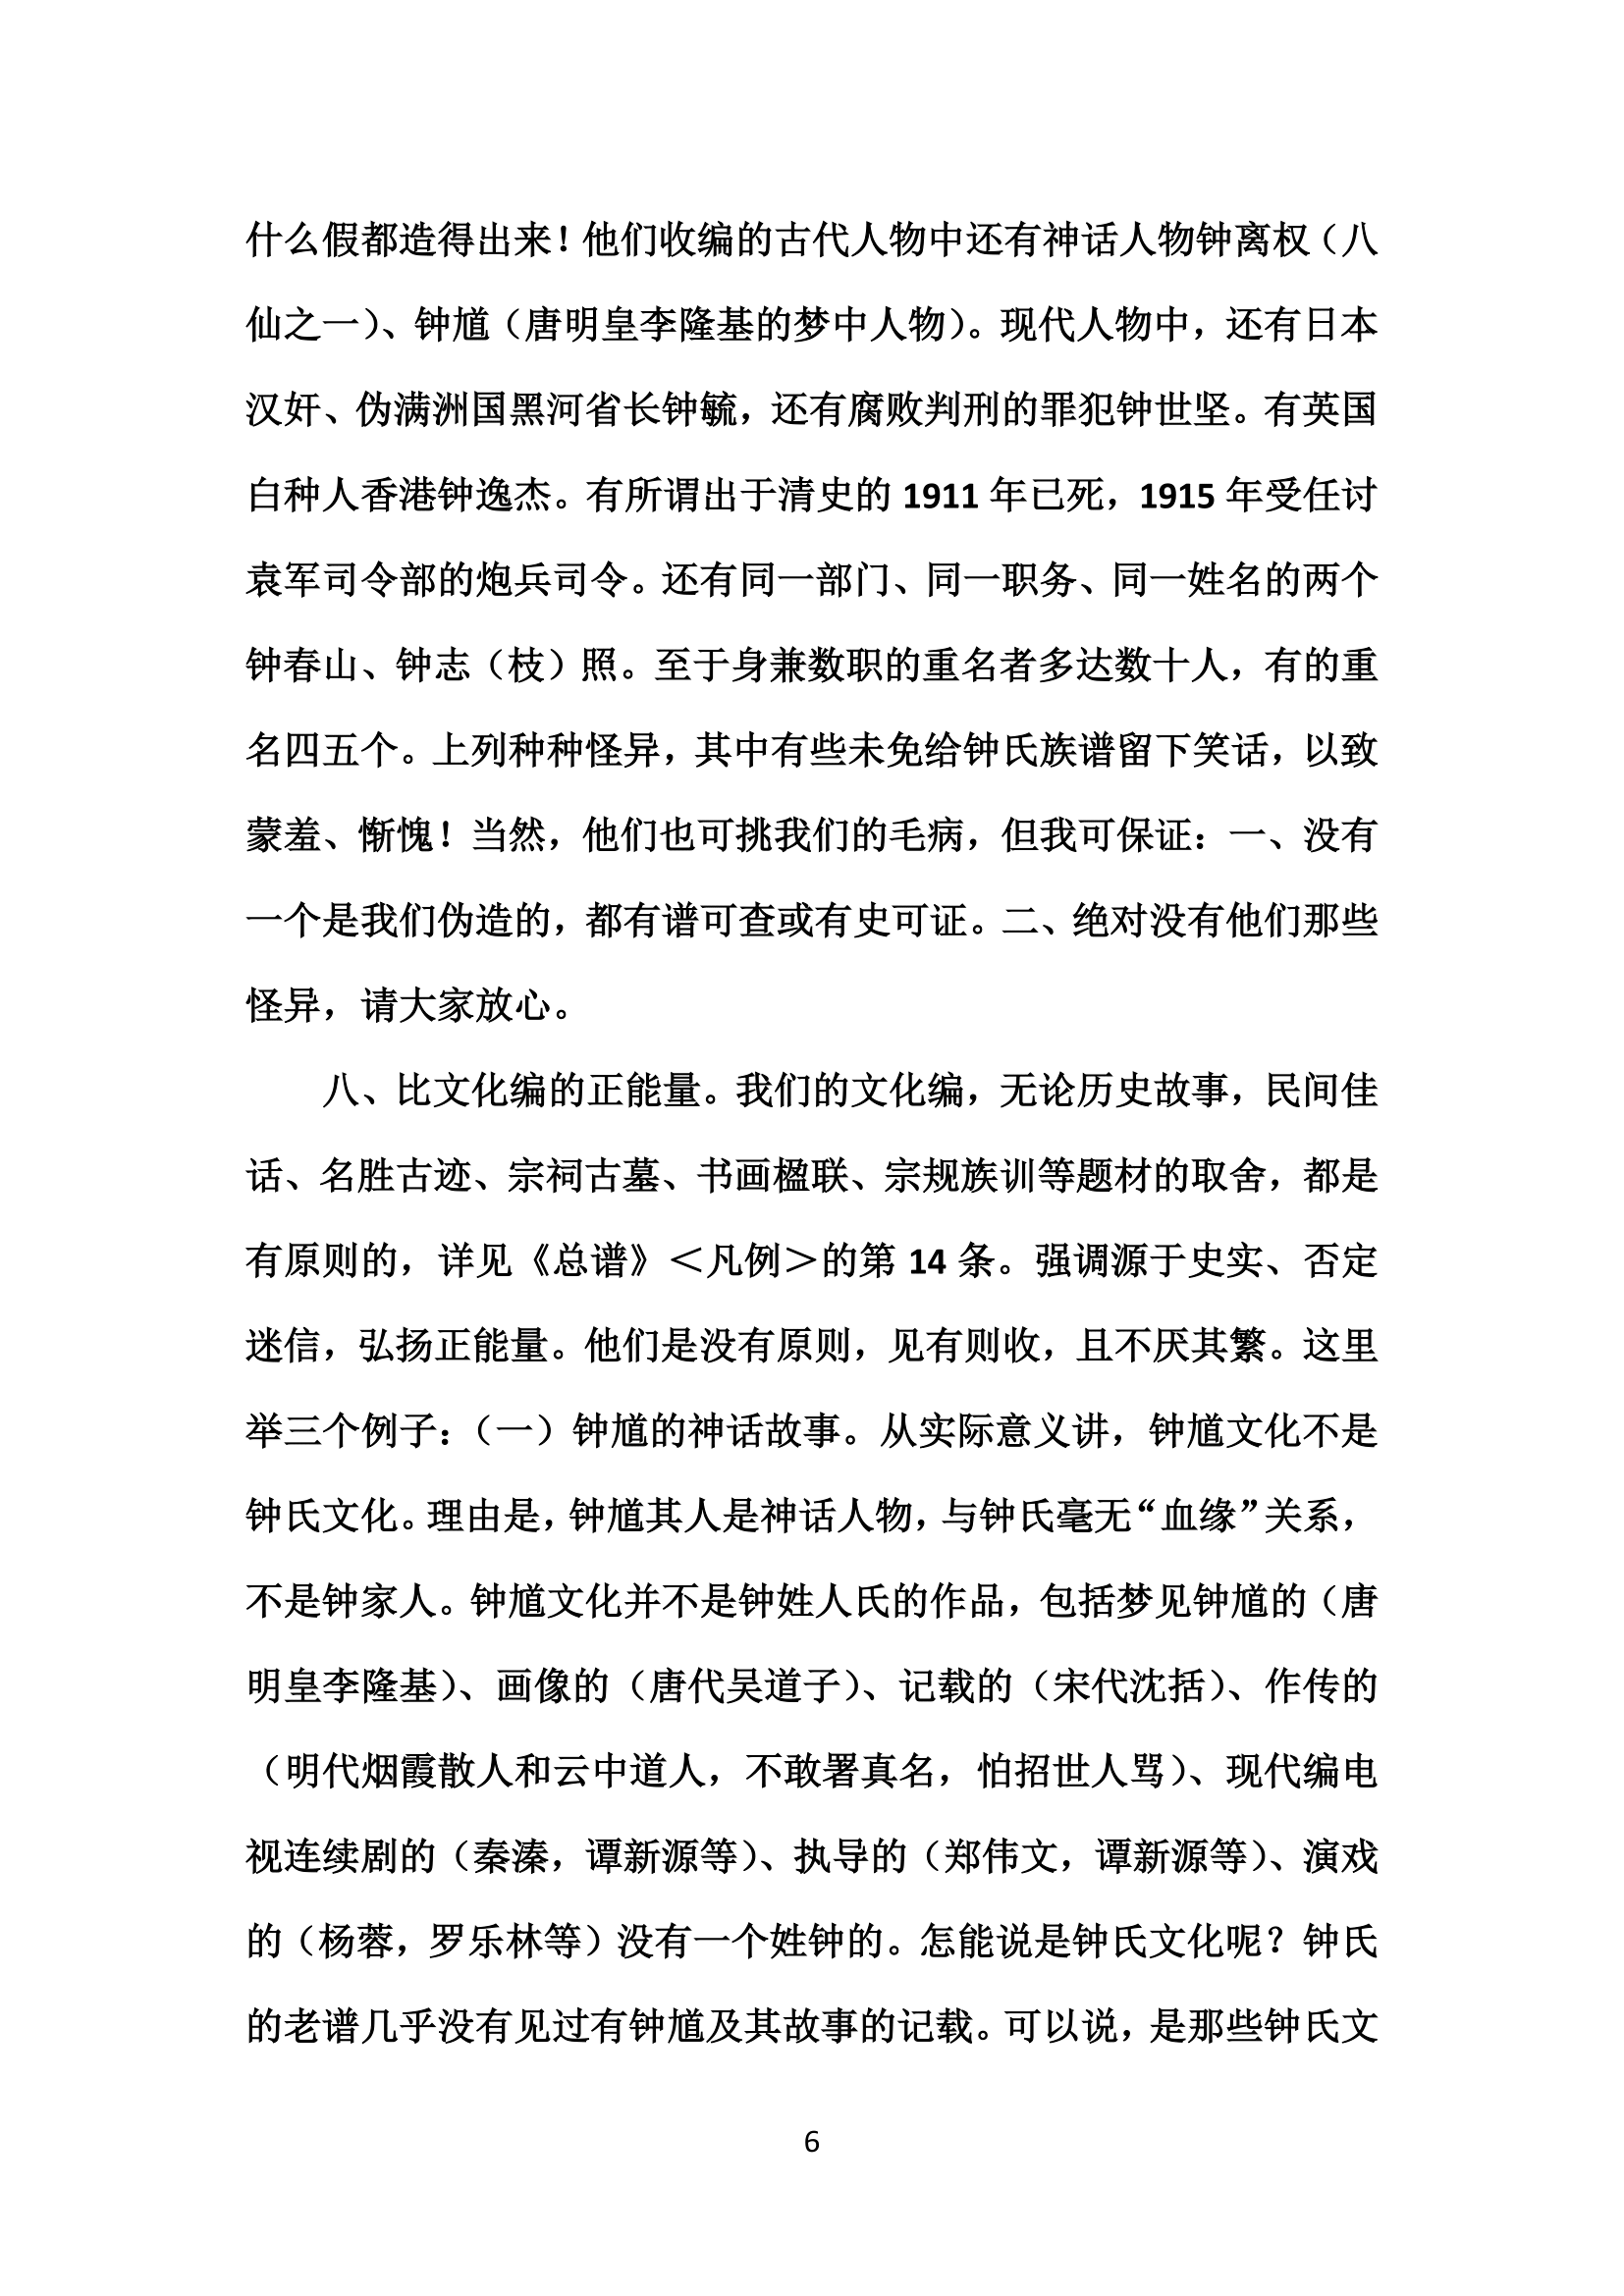 什么假都造得出来！他们收编的古代人物中还有神话人物钟离权（八
仙之一）、钟馗（唐明皇李隆基的梦中人物）。现代人物中，还有日本
汉奸、伪满洲国黑河省长钟毓，还有腐败判刑的罪犯钟世坚。有英国
白种人香港钟逸杰。有所谓出于清史的 1911 年已死，1915 年受任讨
袁军司令部的炮兵司令。还有同一部门、同一职务、同一姓名的两个
钟春山、钟志（枝）照。至于身兼数职的重名者多达数十人，有的重
名四五个。上列种种怪异，其中有些未免给钟氏族谱留下笑话，以致
蒙羞、惭愧！当然，他们也可挑我们的毛病，但我可保证：一、没有
一个是我们伪造的，都有谱可查或有史可证。二、绝对没有他们那些
怪异，请大家放心。
八、比文化编的正能量。我们的文化编，无论历史故事，民间佳
话、名胜古迹、宗祠古墓、书画楹联、宗规族训等题材的取舍，都是
有原则的，详见《总谱》＜凡例＞的第 14 条。强调源于史实、否定
迷信，弘扬正能量。他们是没有原则，见有则收，且不厌其繁。这里
举三个例子：（一）钟馗的神话故事。从实际意义讲，钟馗文化不是
钟氏文化。理由是，钟馗其人是神话人物，与钟氏毫无“血缘”关系，
不是钟家人。钟馗文化并不是钟姓人氏的作品，包括梦见钟馗的（唐
明皇李隆基）、画像的（唐代吴道子）、记载的（宋代沈括）、作传的
（明代烟霞散人和云中道人，不敢署真名，怕招世人骂）、现代编电
视连续剧的（秦溱，谭新源等）、执导的（郑伟文，谭新源等）、演戏
的（杨蓉，罗乐林等）没有一个姓钟的。怎能说是钟氏文化呢？钟氏
的老谱几乎没有见过有钟馗及其故事的记载。可以说，是那些钟氏文
6